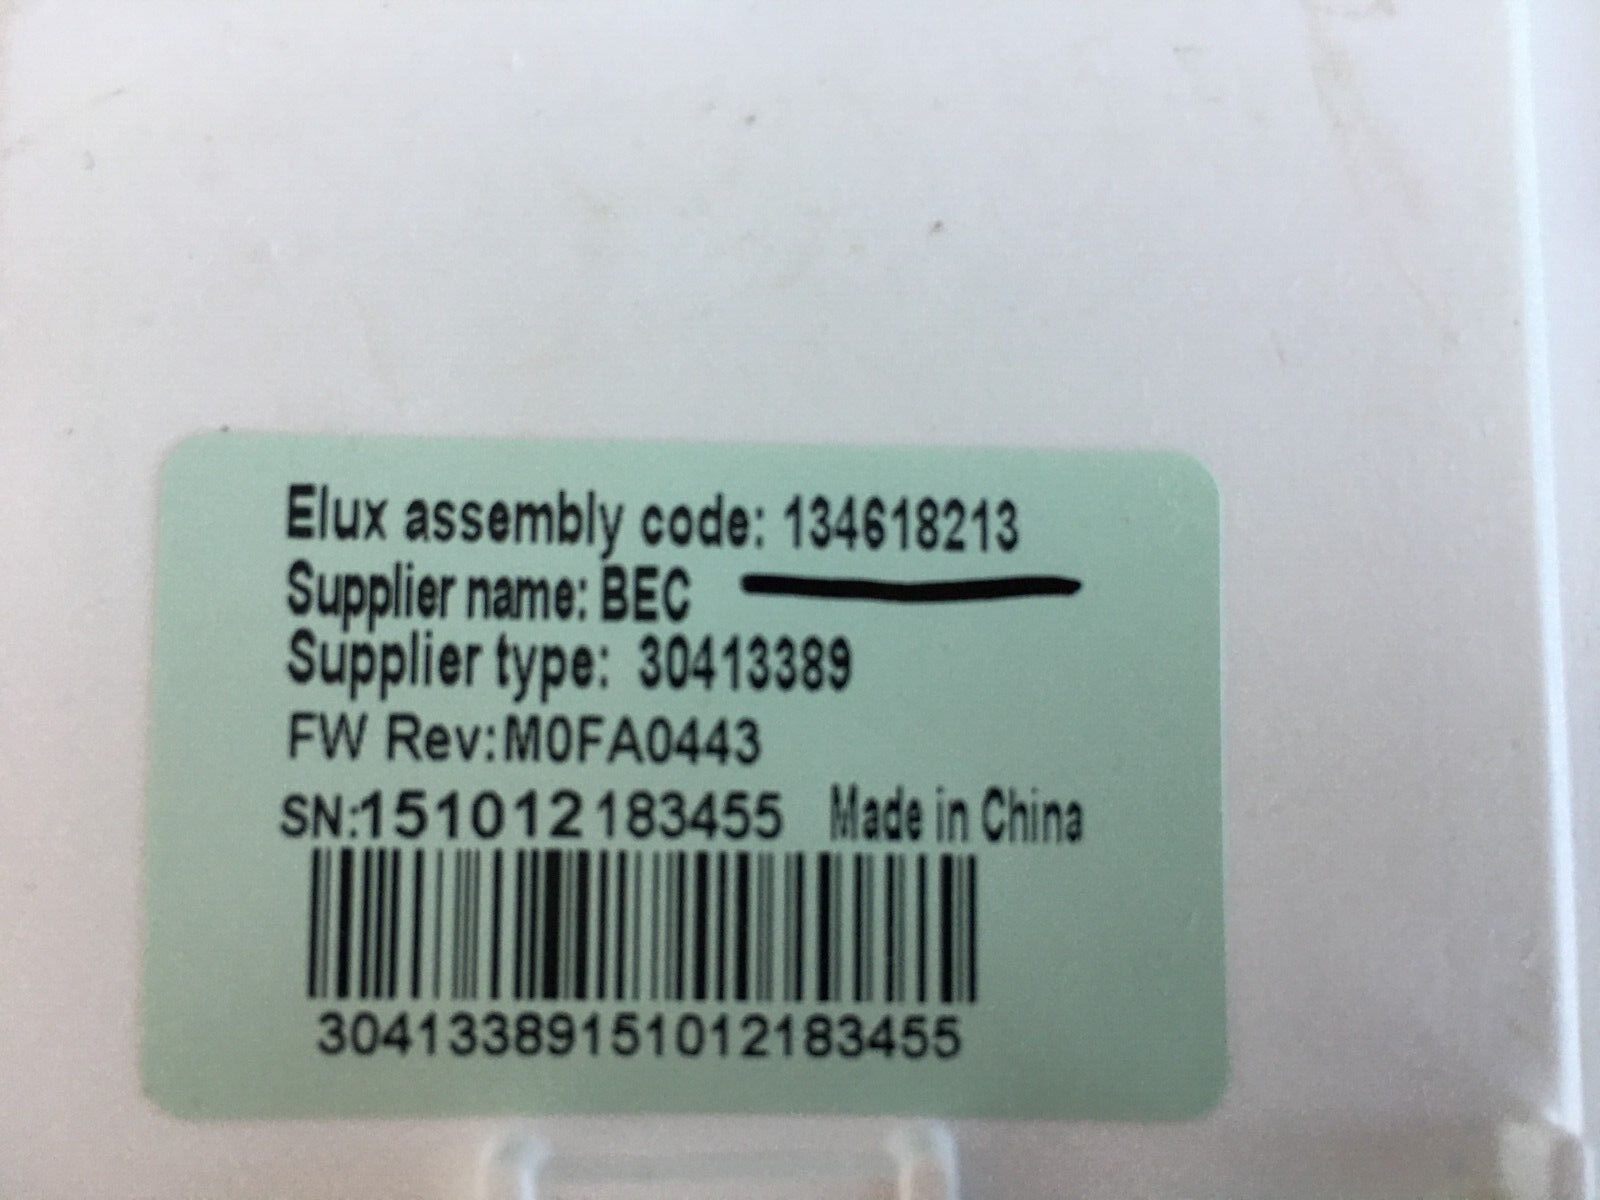 Elux assembly code: 134618213
Supplier name: BEC
Supplier type: 30413389
FW Rev:M0FA0443
SN:151012183455 Made in China
30413389151012183455